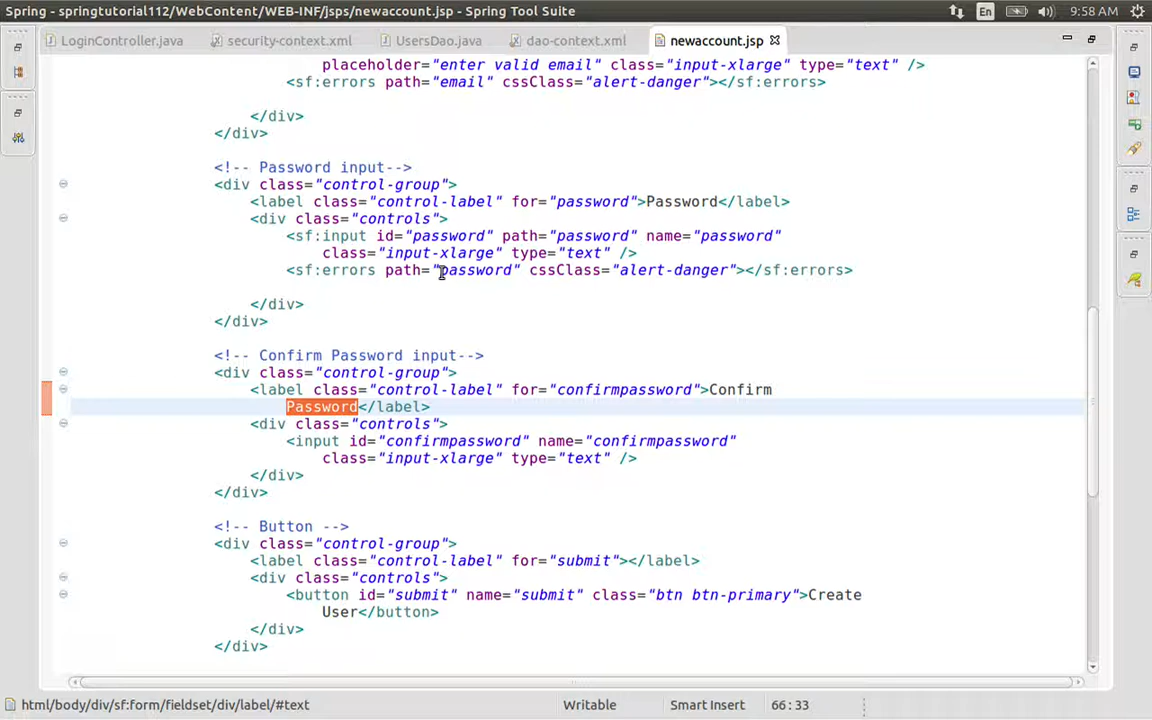 Spring - springtutorial112/WebContent/WEB-INF/jsps/newaccount.jsp - Spring Tool Suite
En
9:58 AM
LoginController.java
security-context.xml
UsersDao.java
dao-context.xml
newaccount.jsp
placeholder="enter valid email" class="input-xlarge" type="text" />
<sf:errors path="email" cssClass="alert-danger"></sf:errors>
</div>
</div>
<!-- Password input-->
<div class="control-group">
<label class="control-label" for="password">Password</label>
<div class="controls">
<sf:input id="password" path="password" name="password"
class="input-xlarge" type="text" />
<sf:errors path="password" cssClass="alert-danger"></sf:errors>
</div>
</div>
<!-- Confirm Password input-->
<div class="control-group">
<label class="control-label" for="confirmpassword">Confirm
Password</label>
<div class="controls">
<input id="confirmpassword" name="confirmpassword"
class="input-xlarge" type="text" />
</div>
</div>
<!-- Button -->
<div class="control-group">
<label class="control-label" for="submit"></label>
<div class="controls">
<button id="submit" name="submit" class="btn btn-primary">Create
User</button>
</div>
</div>
html/body/div/sf:form/fieldset/div/label/#text
Writable
Smart Insert
66:33